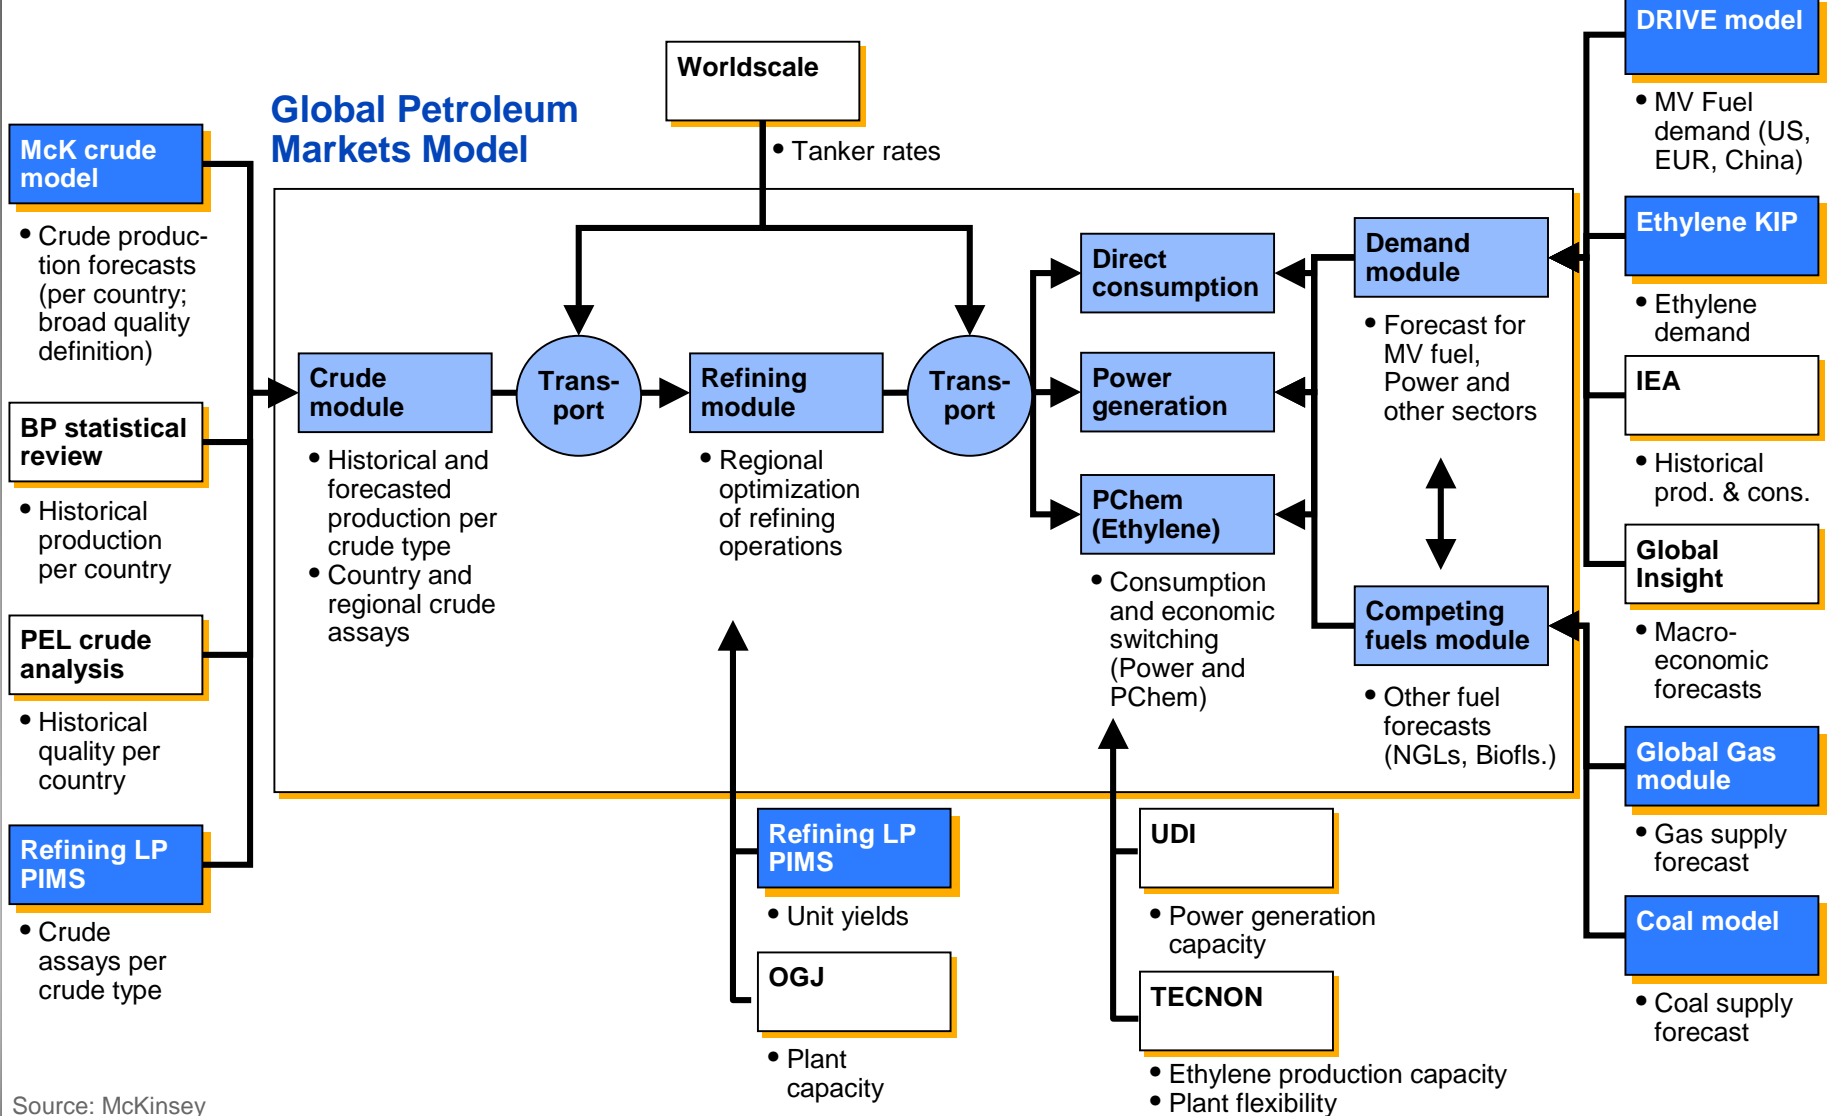 Global Petroleum
Markets Model
Worldscale
• Tanker rates
McK crude
model
• Crude produc-
tion forecasts
(per country;
broad quality
definition)
BP statistical
review
• Historical
production
per country
PEL crude
analysis
• Historical
quality per
country
Refining LP
PIMS
• Crude
assays per
crude type
Crude
module
• Historical and
forecasted
production per
crude type
• Country and
regional crude
assays
Trans-
port
Refining
module
• Regional
optimization
of refining
operations
Trans-
port
Direct
consumption
Power
generation
PChem
(Ethylene)
• Consumption
and economic
switching
(Power and
PChem)
Demand
module
• Forecast for
MV fuel,
Power and
other sectors
Competing
fuels module
• Other fuel
forecasts
(NGLs, Biofls.)
Refining LP
PIMS
• Unit yields
OGJ
• Plant
capacity
UDI
• Power generation
capacity
TECNON
• Ethylene production capacity
• Plant flexibility
DRIVE model
• MV Fuel
demand (US,
EUR, China)
Ethylene KIP
• Ethylene
demand
IEA
• Historical
prod. & cons.
Global
Insight
• Macro-
economic
forecasts
Global Gas
module
• Gas supply
forecast
Coal model
• Coal supply
forecast
Source: McKinsey